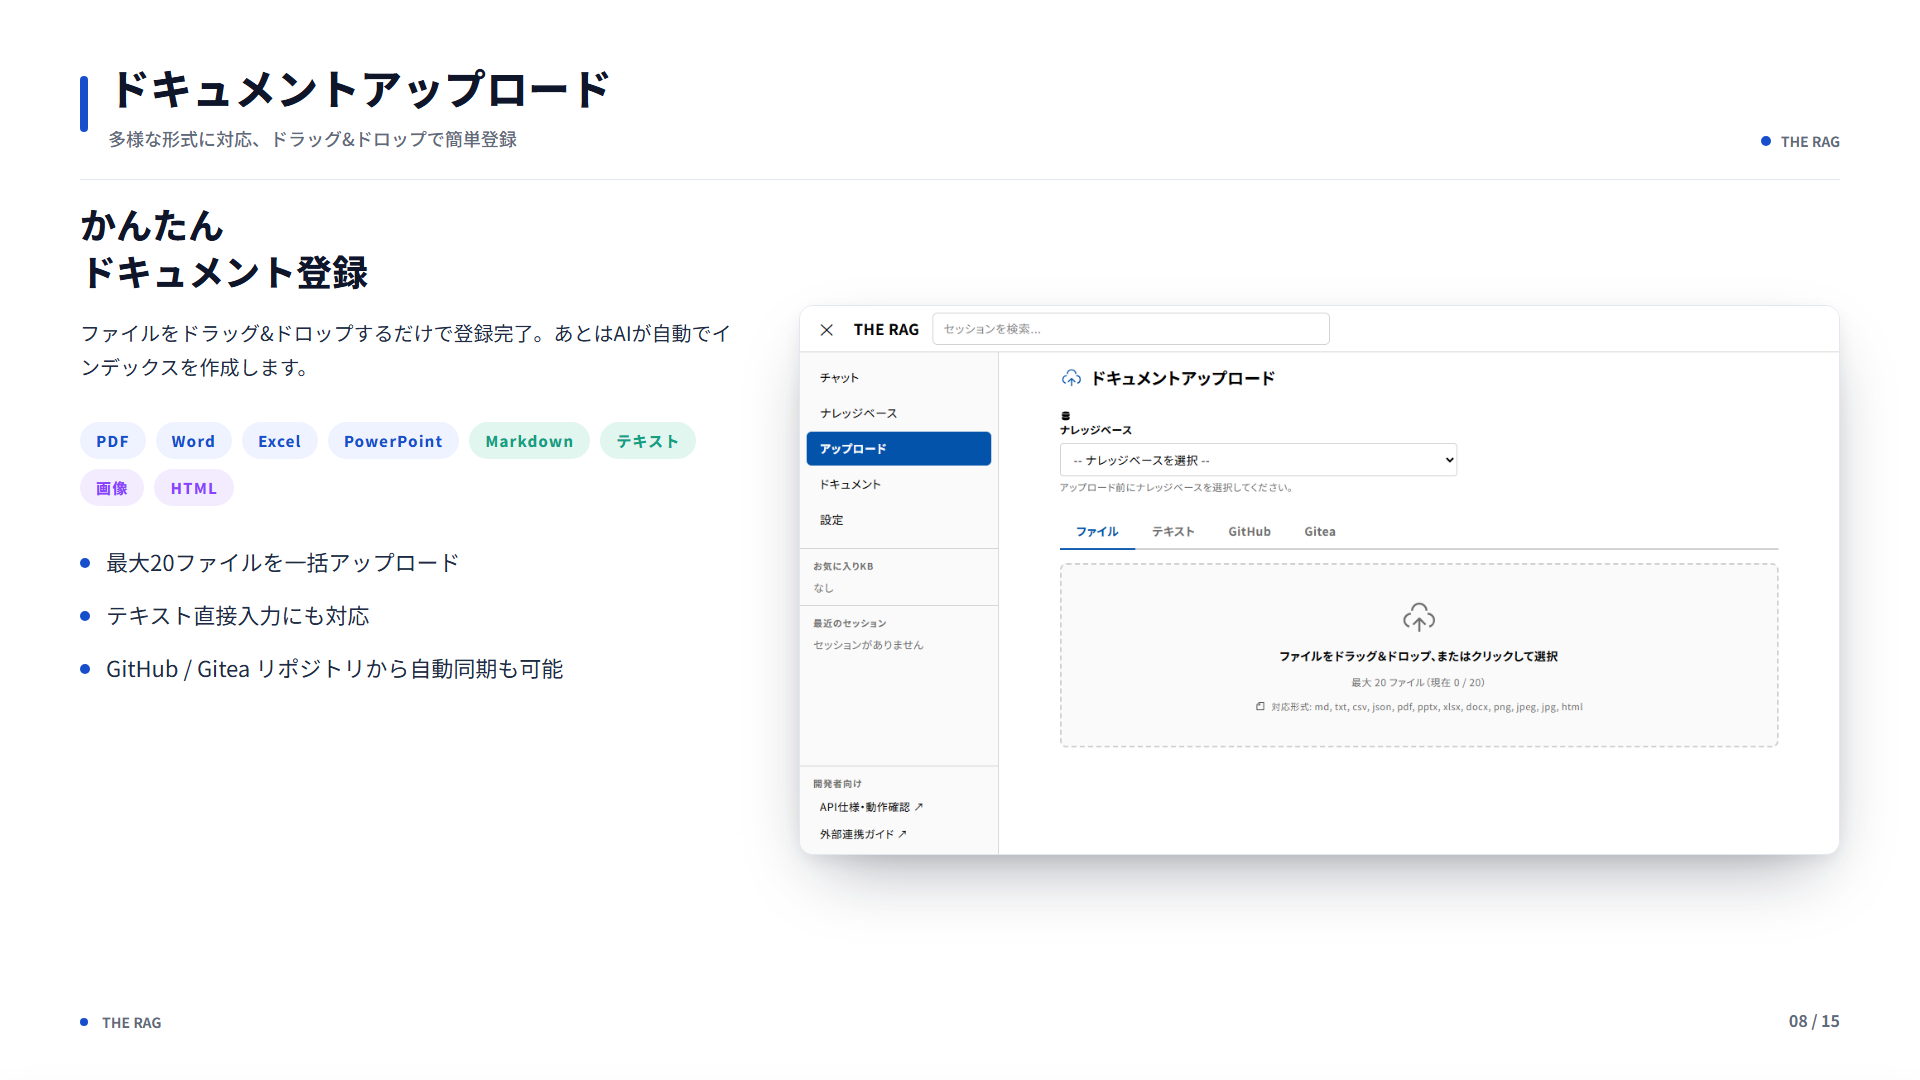 ドキュメントアップロード
多様な形式に対応、ドラッグ&ドロップで簡単登録
THE RAG
かんたん
ドキュメント登録
ファイルをドラッグ&ドロップするだけで登録完了。あとはAIが自動でイ
ンデックスを作成します。
PDF Word Excel PowerPoint Markdown テキスト
画像 HTML
最大20ファイルを一括アップロード
テキスト直接入力にも対応
GitHub / Gitea リポジトリから自動同期も可能
THE RAG セッションを検索...
チャット
ナレッジベース
アップロード
ドキュメント
設定
お気に入りKB
なし
最近のセッション
セッションがありません
開発者向け
API仕様・動作確認 ↗
外部連携ガイド ↗
ドキュメントアップロード
ナレッジベース
-- ナレッジベースを選択 --
アップロード前にナレッジベースを選択してください。
ファイル テキスト GitHub Gitea
ファイルをドラッグ&ドロップ、またはクリックして選択
最大 20 ファイル（現在 0 / 20）
対応形式: md, txt, csv, json, pdf, pptx, xlsx, docx, png, jpeg, jpg, html
THE RAG
08 / 15